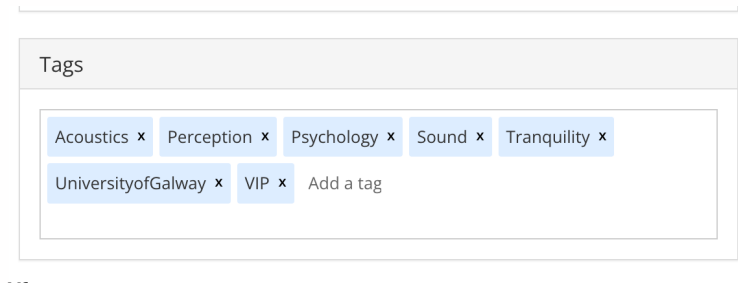 Tags
Acoustics x Perception x Psychology x Sound x Tranquility x
UniversityofGalway x VIP x Add a tag